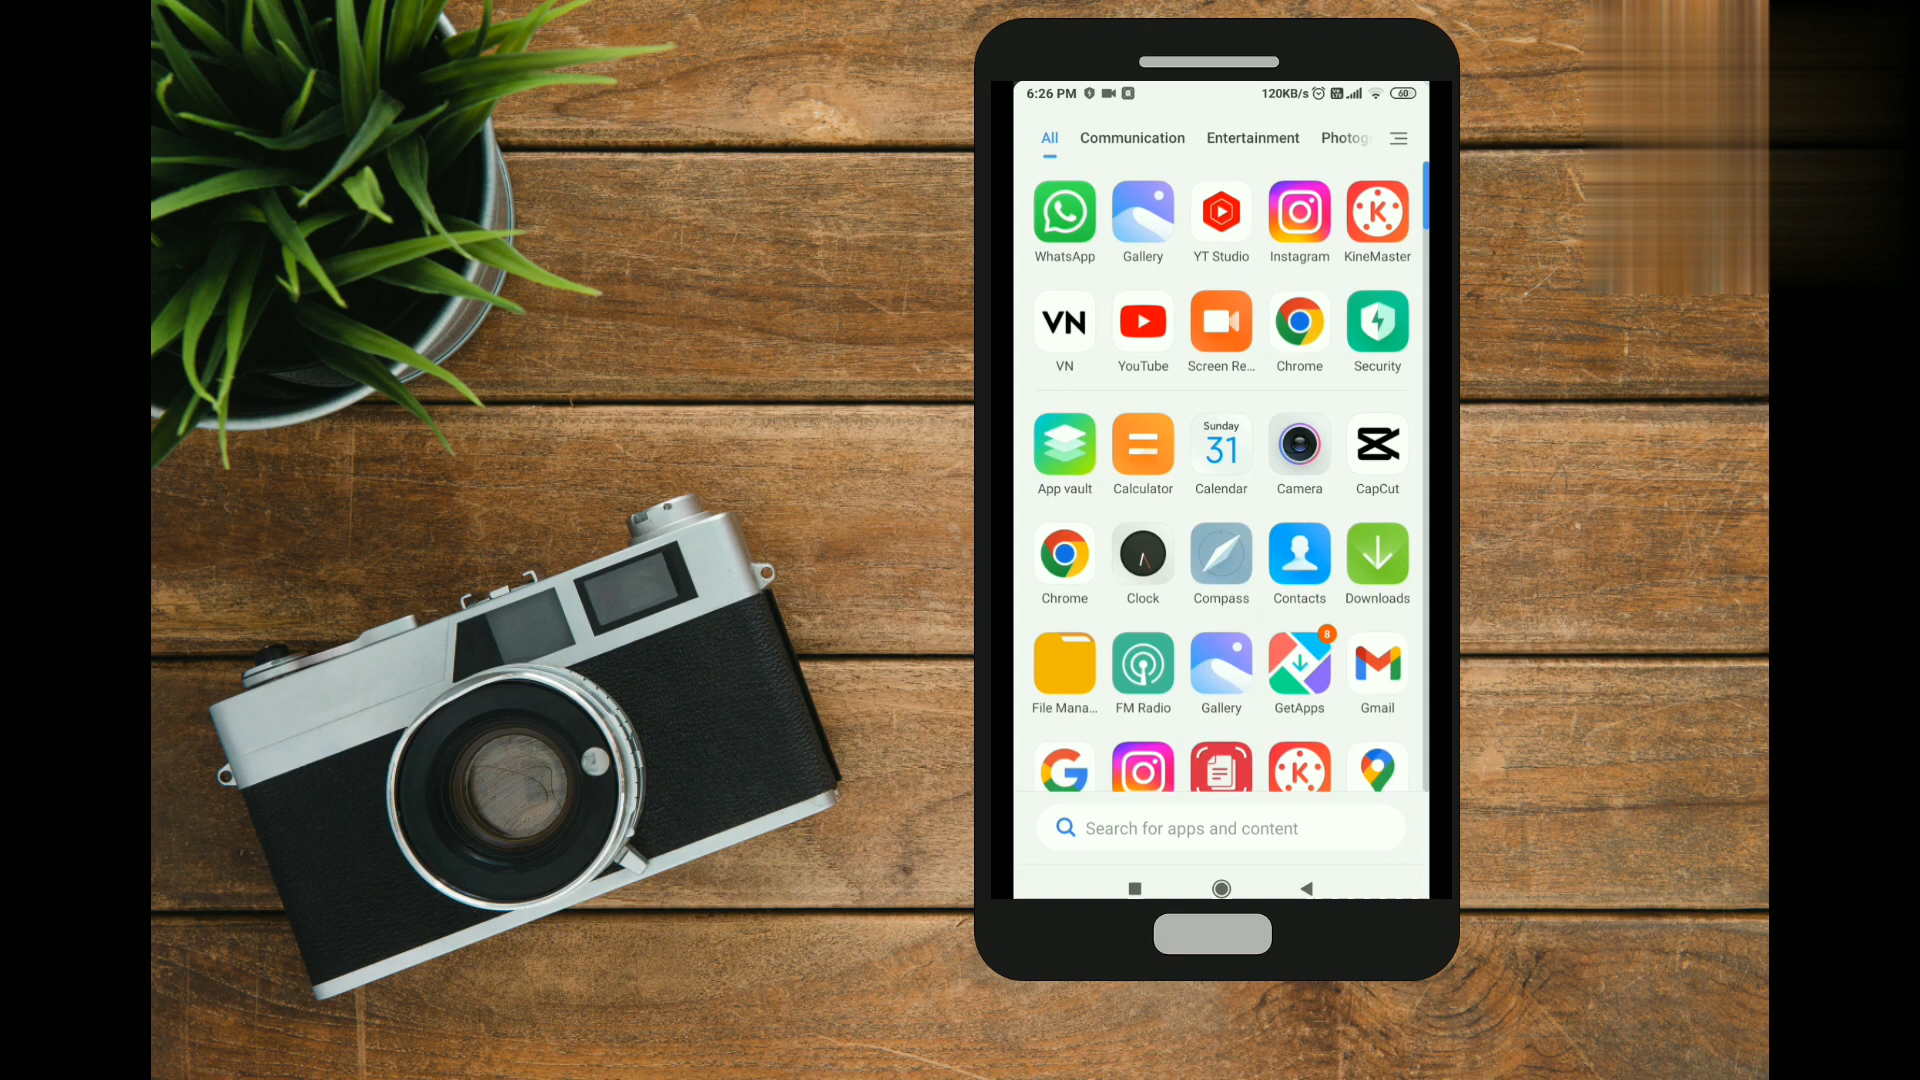 6:26 PM 120KB/s 60
All Communication Entertainment Photog
WhatsApp Gallery YT Studio Instagram KineMaster
VN
VN YouTube Screen Re... Chrome Security
Sunday
31
App vault Calculator Calendar Camera CapCut
Chrome Clock Compass Contacts Downloads
8
File Mana... FM Radio Gallery GetApps Gmail
Search for apps and content